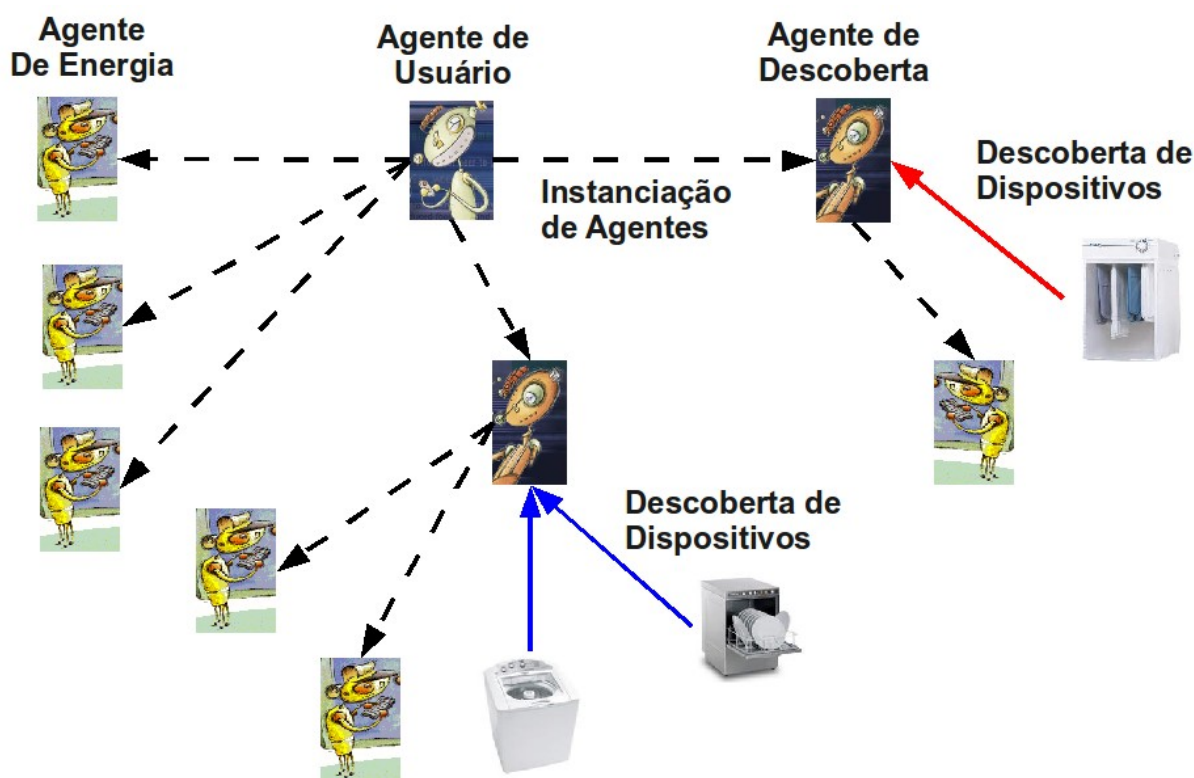 Agente
De Energia
Agente de
Usuário
Agente de
Descoberta
Descoberta de
Dispositivos
Instanciação
de Agentes
Descoberta de
Dispositivos